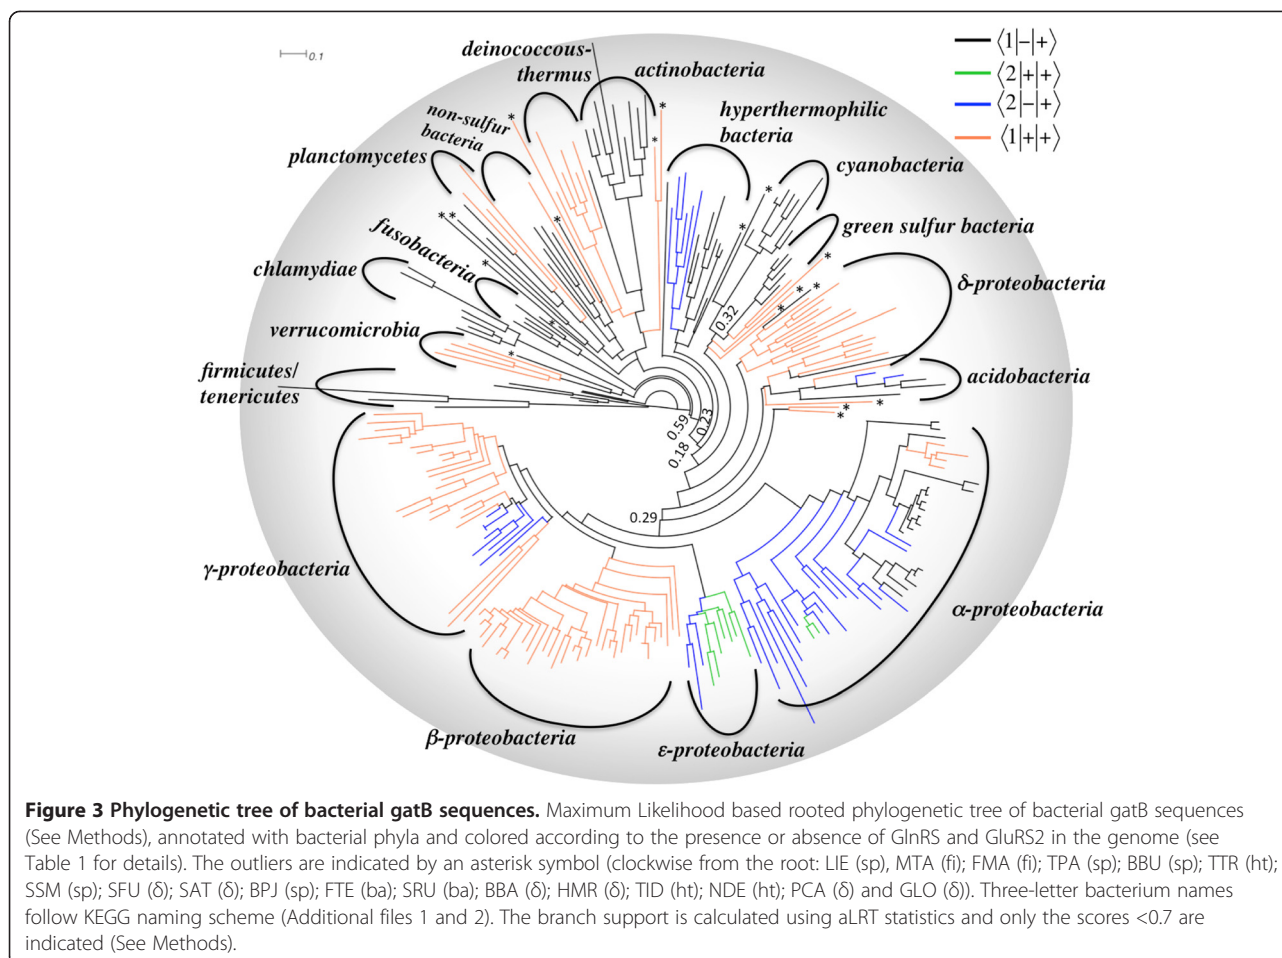 0.1
⟨1|−|+⟩
⟨2|+|+⟩
⟨2|−|+⟩
⟨1|+|+⟩
deinococcous-
thermus
actinobacteria
hyperthermophilic
bacteria
non-sulfur
bacteria
planctomycetes
cyanobacteria
green sulfur bacteria
fusobacteria
chlamydiae
δ-proteobacteria
verrucomicrobia
firmicutes/
tenericutes
acidobacteria
0.32
0.59
0.23
0.18
0.29
γ-proteobacteria
α-proteobacteria
β-proteobacteria
ε-proteobacteria
*
*
*
*
*
*
* *
*
*
*
*
*
*
*
*
*
*
Figure 3 Phylogenetic tree of bacterial gatB sequences. Maximum Likelihood based rooted phylogenetic tree of bacterial gatB sequences
(See Methods), annotated with bacterial phyla and colored according to the presence or absence of GlnRS and GluRS2 in the genome (see
Table 1 for details). The outliers are indicated by an asterisk symbol (clockwise from the root: LIE (sp), MTA (fi); FMA (fi); TPA (sp); BBU (sp); TTR (ht);
SSM (sp); SFU (δ); SAT (δ); BPJ (sp); FTE (ba); SRU (ba); BBA (δ); HMR (δ); TID (ht); NDE (ht); PCA (δ) and GLO (δ)). Three-letter bacterium names
follow KEGG naming scheme (Additional files 1 and 2). The branch support is calculated using aLRT statistics and only the scores <0.7 are
indicated (See Methods).